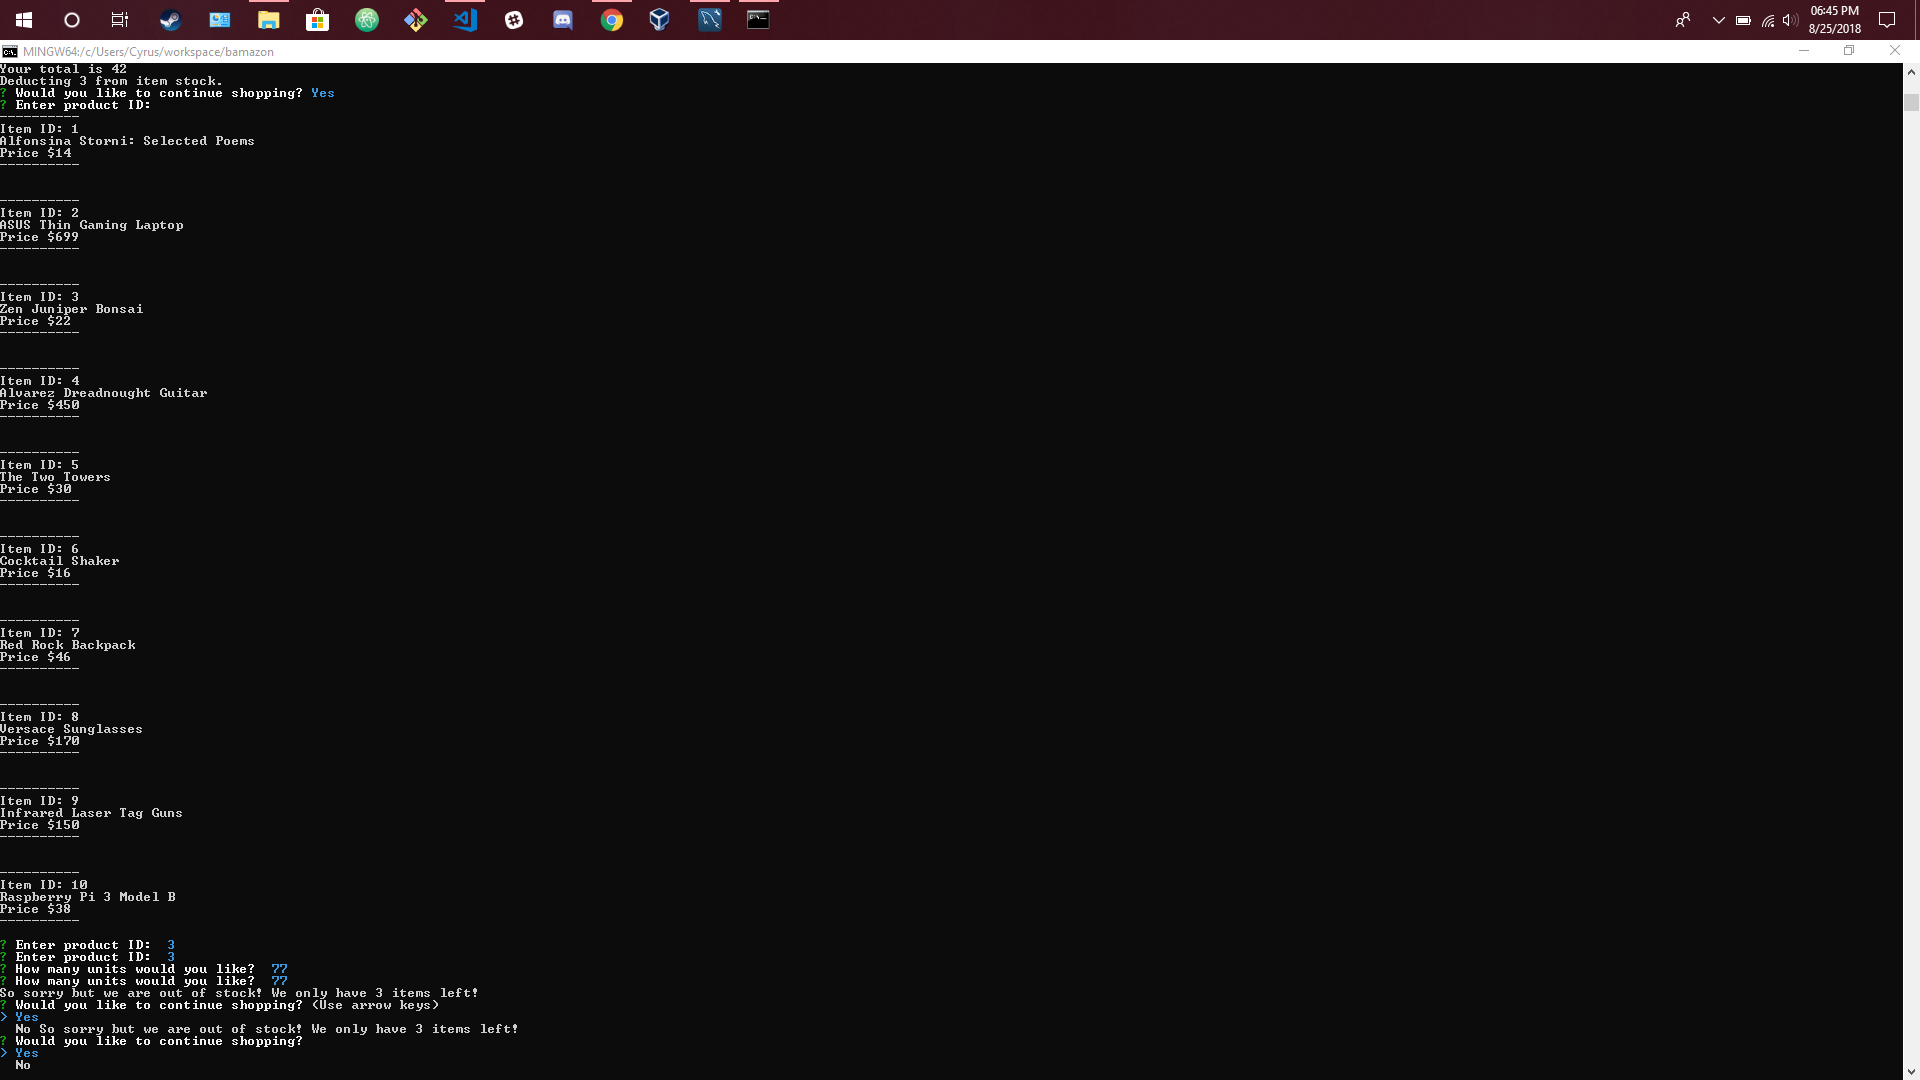 06:45 PM
8/25/2018
MINGW64:/c/Users/Cyrus/workspace/bamazon
Your total is 42
Deducting 3 from item stock.
? Would you like to continue shopping? Yes
? Enter product ID:
----------
Item ID: 1
Alfonsina Storni: Selected Poems
Price $14
----------
----------
Item ID: 2
ASUS Thin Gaming Laptop
Price $699
----------
----------
Item ID: 3
Zen Juniper Bonsai
Price $22
----------
----------
Item ID: 4
Alvarez Dreadnought Guitar
Price $450
----------
----------
Item ID: 5
The Two Towers
Price $30
----------
----------
Item ID: 6
Cocktail Shaker
Price $16
----------
----------
Item ID: 7
Red Rock Backpack
Price $46
----------
----------
Item ID: 8
Versace Sunglasses
Price $170
----------
----------
Item ID: 9
Infrared Laser Tag Guns
Price $150
----------
----------
Item ID: 10
Raspberry Pi 3 Model B
Price $38
----------
? Enter product ID:  3
? Enter product ID:  3
? How many units would you like?  77
? How many units would you like?  77
So sorry but we are out of stock! We only have 3 items left!
? Would you like to continue shopping? (Use arrow keys)
> Yes
  No So sorry but we are out of stock! We only have 3 items left!
? Would you like to continue shopping?
> Yes
  No